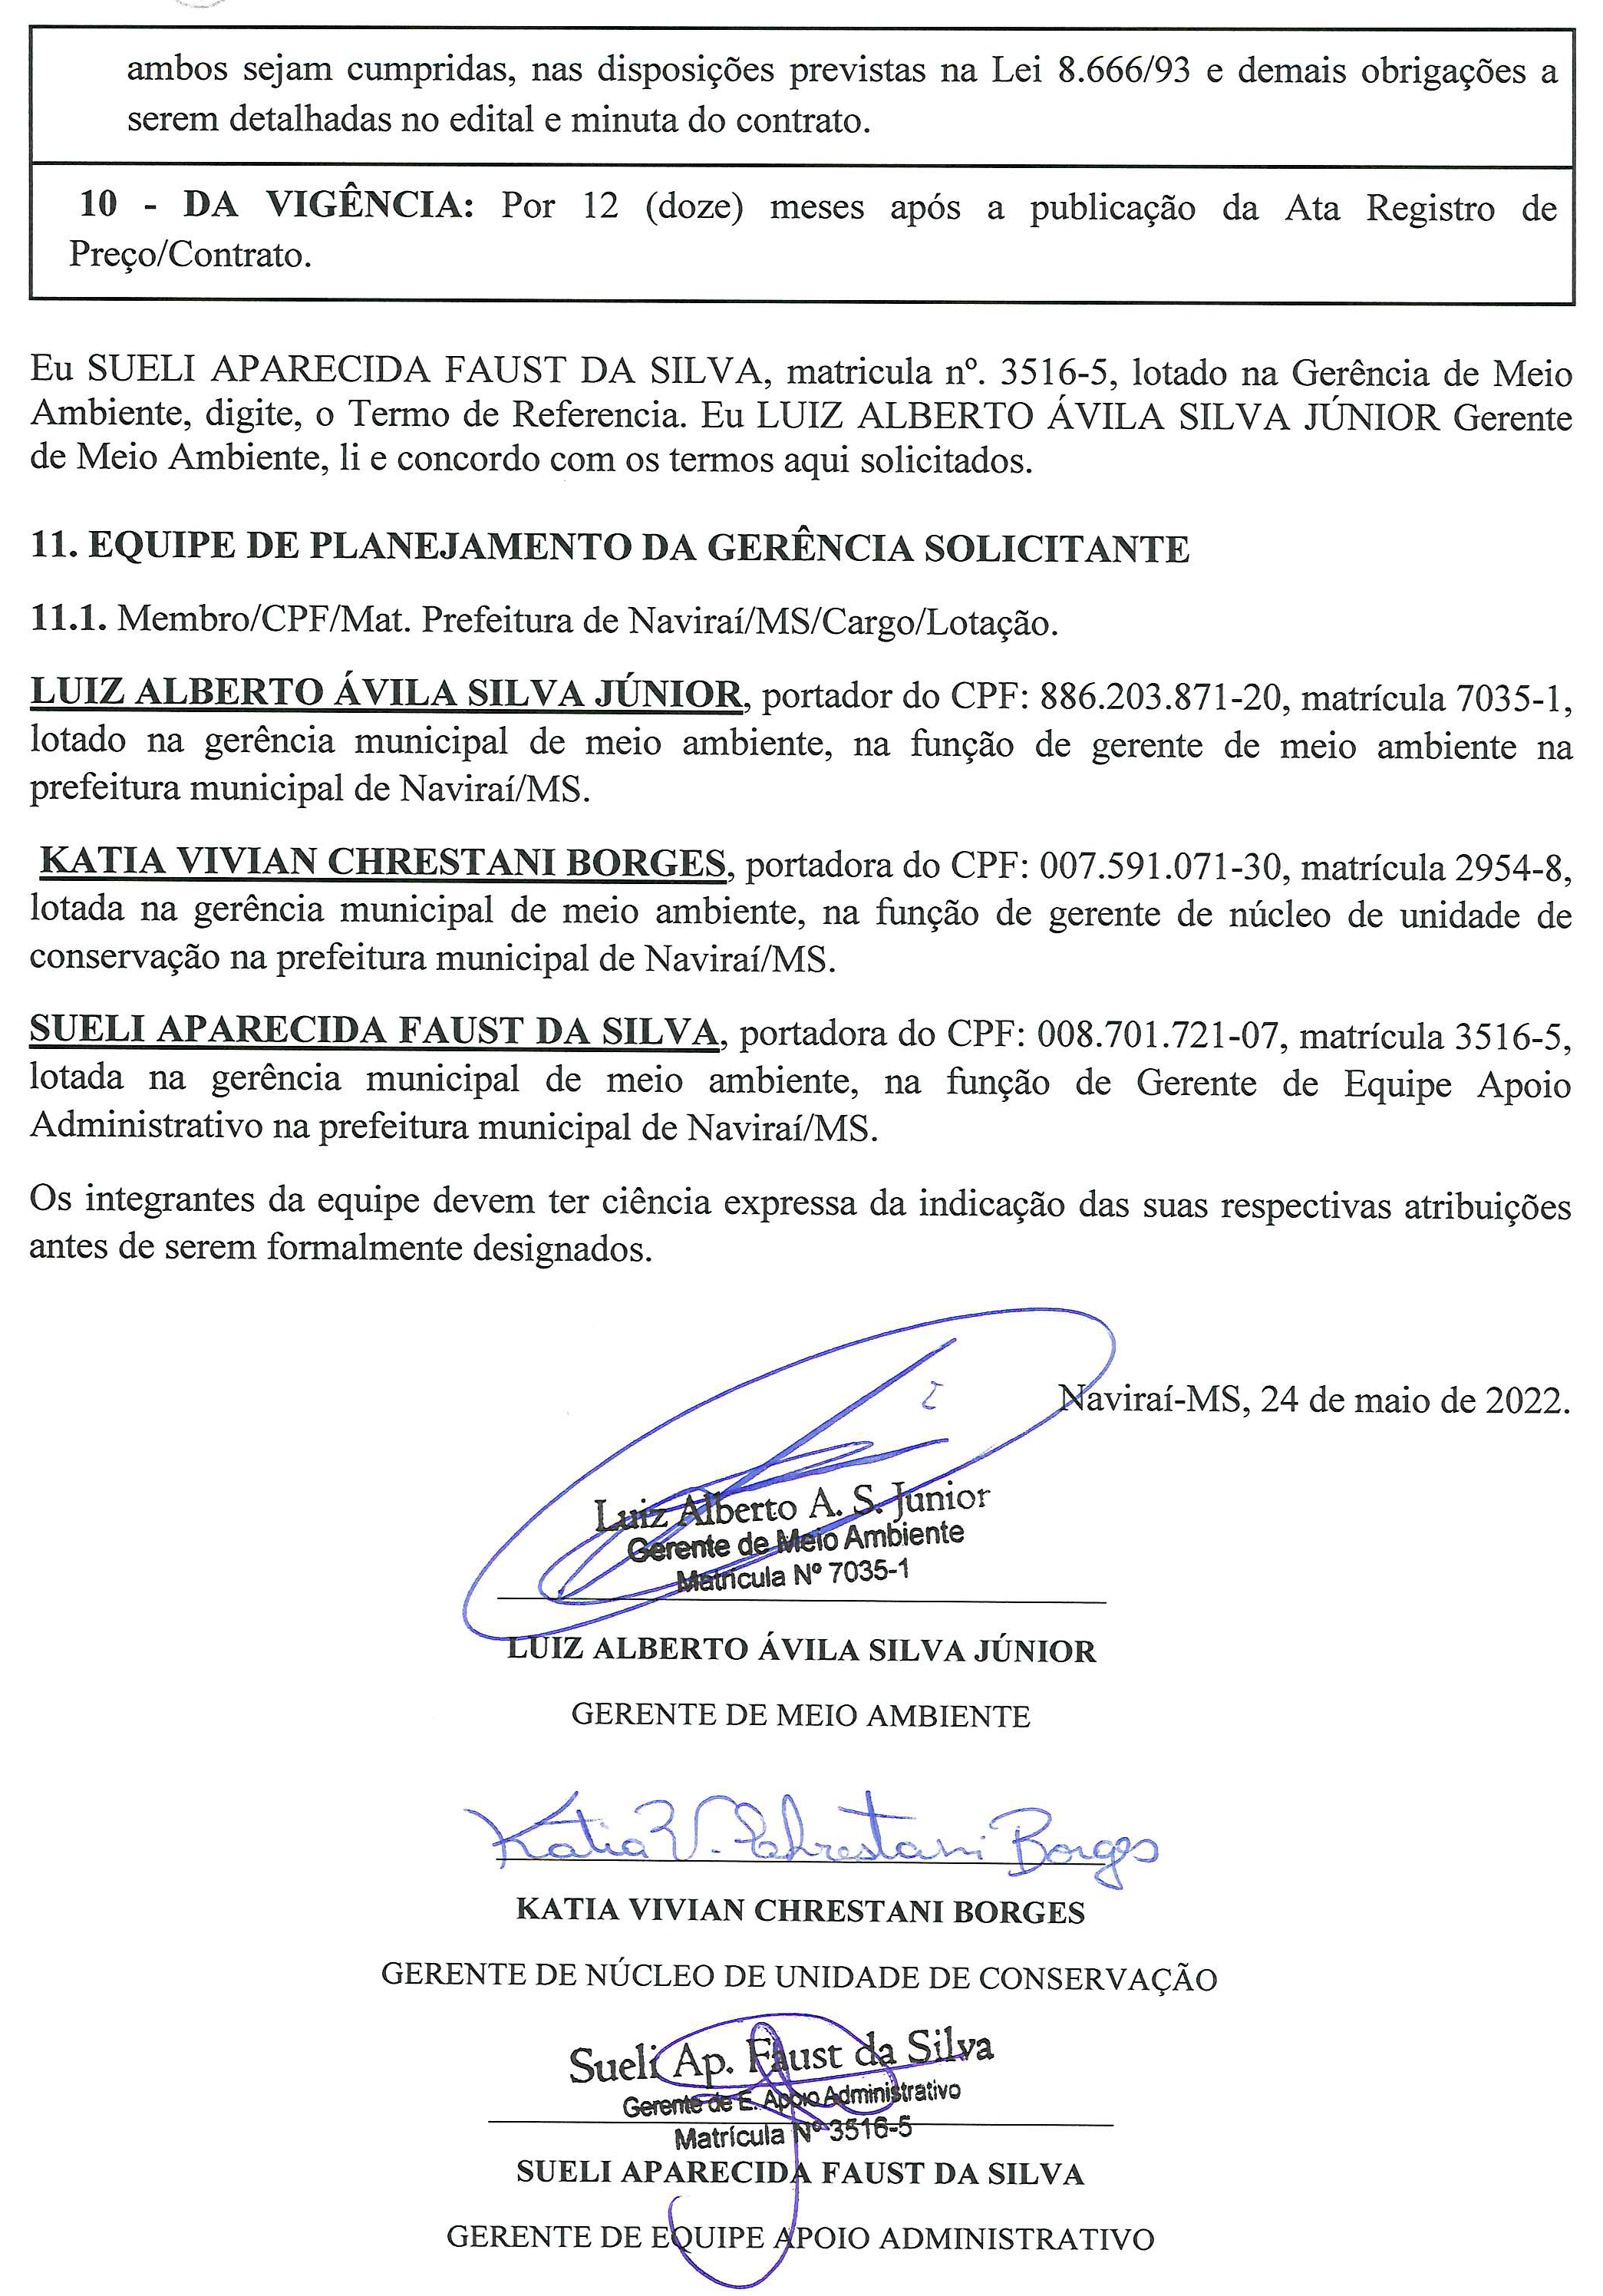 ambos sejam cumpridas, nas disposições previstas na Lei 8.666/93 e demais obrigações a
serem detalhadas no edital e minuta do contrato.
10 - DA VIGÊNCIA: Por 12 (doze) meses após a publicação da Ata Registro de
Preço/Contrato.
Eu SUELI APARECIDA FAUST DA SILVA, matricula nº. 3516-5, lotado na Gerência de Meio
Ambiente, digite, o Termo de Referencia. Eu LUIZ ALBERTO ÁVILA SILVA JÚNIOR Gerente
de Meio Ambiente, li e concordo com os termos aqui solicitados.
11. EQUIPE DE PLANEJAMENTO DA GERÊNCIA SOLICITANTE
11.1. Membro/CPF/Mat. Prefeitura de Naviraí/MS/Cargo/Lotação.
LUIZ ALBERTO ÁVILA SILVA JÚNIOR, portador do CPF: 886.203.871-20, matrícula 7035-1,
lotado na gerência municipal de meio ambiente, na função de gerente de meio ambiente na
prefeitura municipal de Naviraí/MS.
KATIA VIVIAN CHRESTANI BORGES, portadora do CPF: 007.591.071-30, matrícula 2954-8,
lotada na gerência municipal de meio ambiente, na função de gerente de núcleo de unidade de
conservação na prefeitura municipal de Naviraí/MS.
SUELI APARECIDA FAUST DA SILVA, portadora do CPF: 008.701.721-07, matrícula 3516-5,
lotada na gerência municipal de meio ambiente, na função de Gerente de Equipe Apoio
Administrativo na prefeitura municipal de Naviraí/MS.
Os integrantes da equipe devem ter ciência expressa da indicação das suas respectivas atribuições
antes de serem formalmente designados.
Naviraí-MS, 24 de maio de 2022.
Luiz Alberto A. S. Junior
Gerente de Meio Ambiente
Matrícula Nº 7035-1
LUIZ ALBERTO ÁVILA SILVA JÚNIOR
GERENTE DE MEIO AMBIENTE
Katia V. Chrestani Borges
KATIA VIVIAN CHRESTANI BORGES
GERENTE DE NÚCLEO DE UNIDADE DE CONSERVAÇÃO
Sueli Ap. Faust da Silva
Gerente de E. Apoio Administrativo
Matrícula Nº 3516-5
SUELI APARECIDA FAUST DA SILVA
GERENTE DE EQUIPE APOIO ADMINISTRATIVO